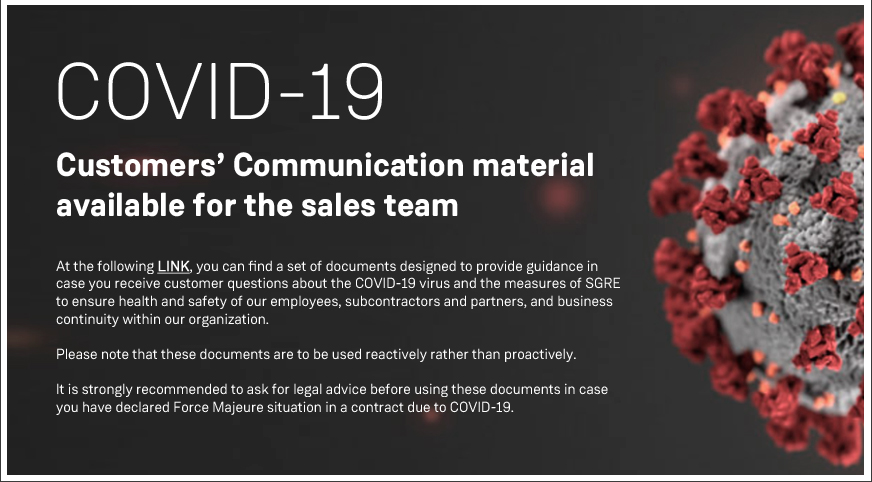 COVID-19
Customers’ Communication material
available for the sales team
At the following LINK, you can find a set of documents designed to provide guidance in
case you receive customer questions about the COVID-19 virus and the measures of SGRE
to ensure health and safety of our employees, subcontractors and partners, and business
continuity within our organization.
Please note that these documents are to be used reactively rather than proactively.
It is strongly recommended to ask for legal advice before using these documents in case
you have declared Force Majeure situation in a contract due to COVID-19.